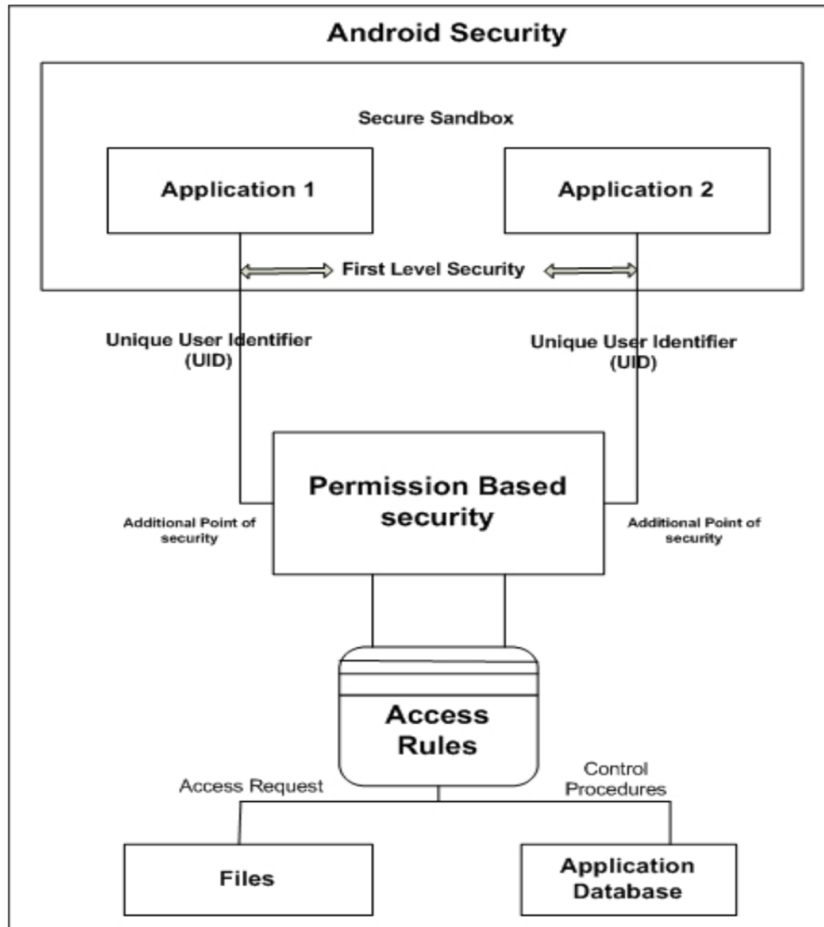 Android Security
Secure Sandbox
Application 1
Application 2
First Level Security
Unique User Identifier
(UID)
Unique User Identifier
(UID)
Permission Based
security
Additional Point of
security
Additional Point of
security
Access
Rules
Access Request
Control
Procedures
Files
Application
Database